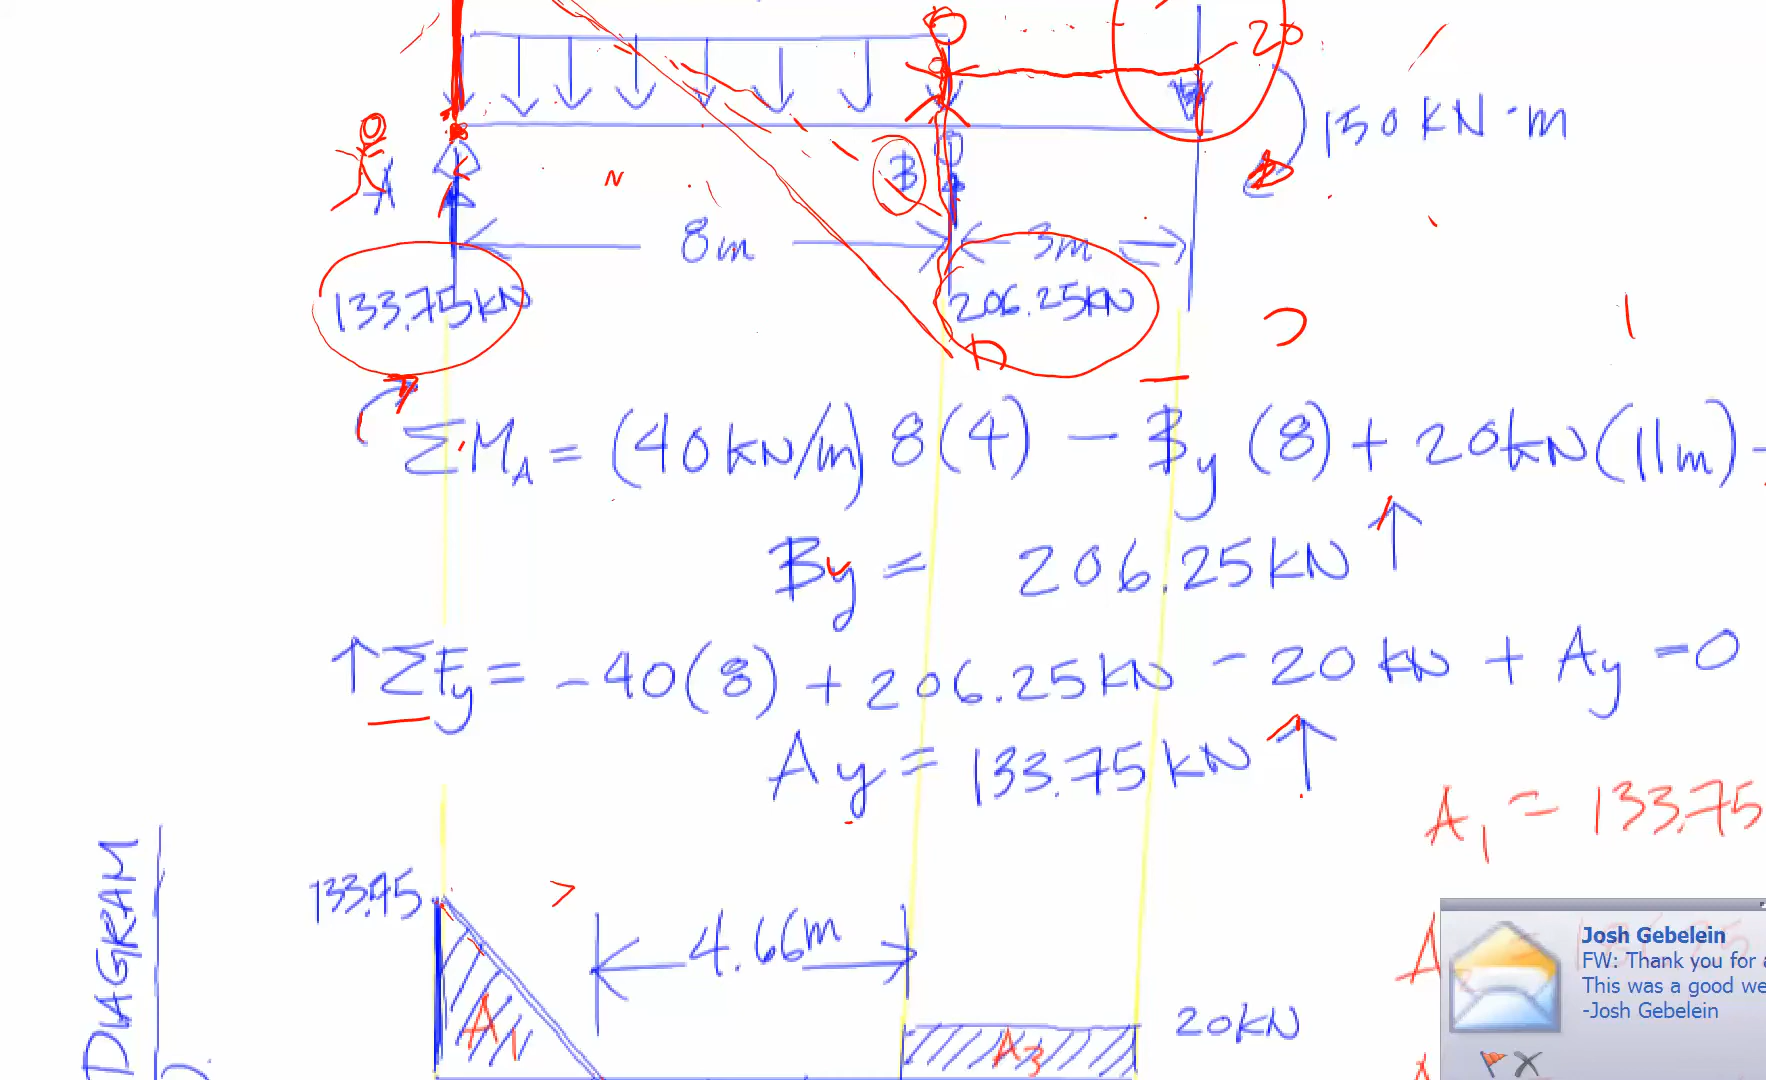 20
150 kN·m
A
B
8m
3m
133.75kN
206.25kN
ΣM_A = (40 kN/m) 8(4) - B_y (8) + 20kN(11m) -
B_y = 206.25kN ↑
↑ΣF_y = -40(8) + 206.25kN - 20 kN + A_y = 0
A_y = 133.75 kN ↑
A_1 = 133.75
133.75
4.66m
DIAGRAM
A_1
20kN
A_3
Josh Gebelein
FW: Thank you for
This was a good we
-Josh Gebelein